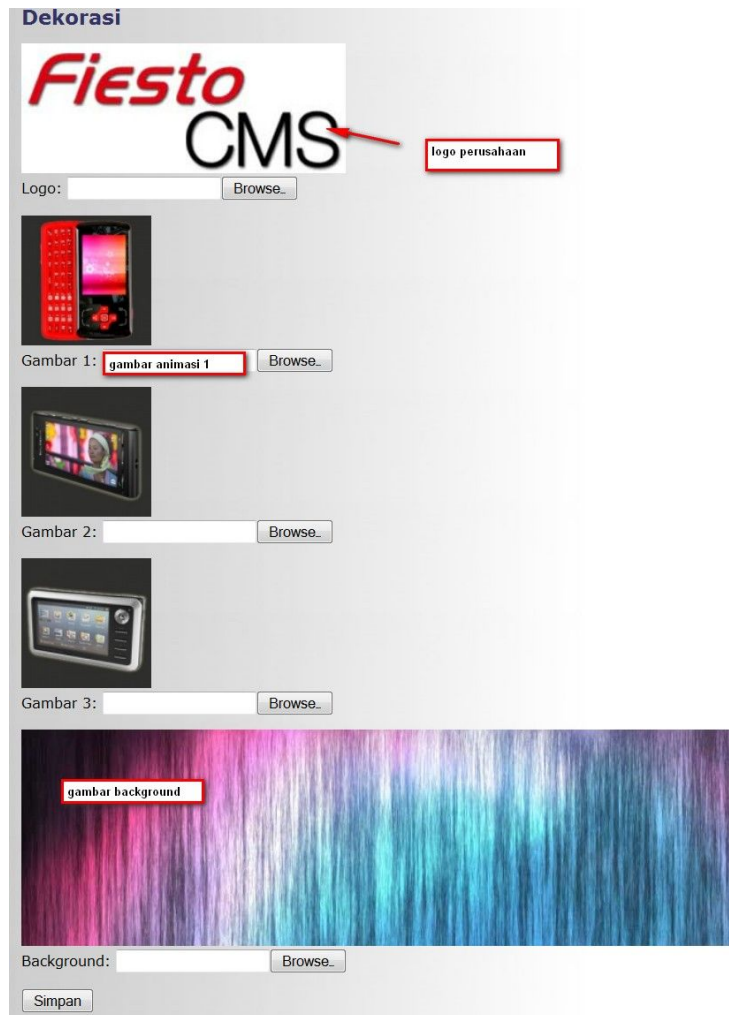 Dekorasi
Fiesto
CMS
logo perusahaan
Logo: Browse..
Gambar 1: gambar animasi 1 Browse..
Gambar 2: Browse..
Gambar 3: Browse..
gambar background
Background: Browse..
Simpan